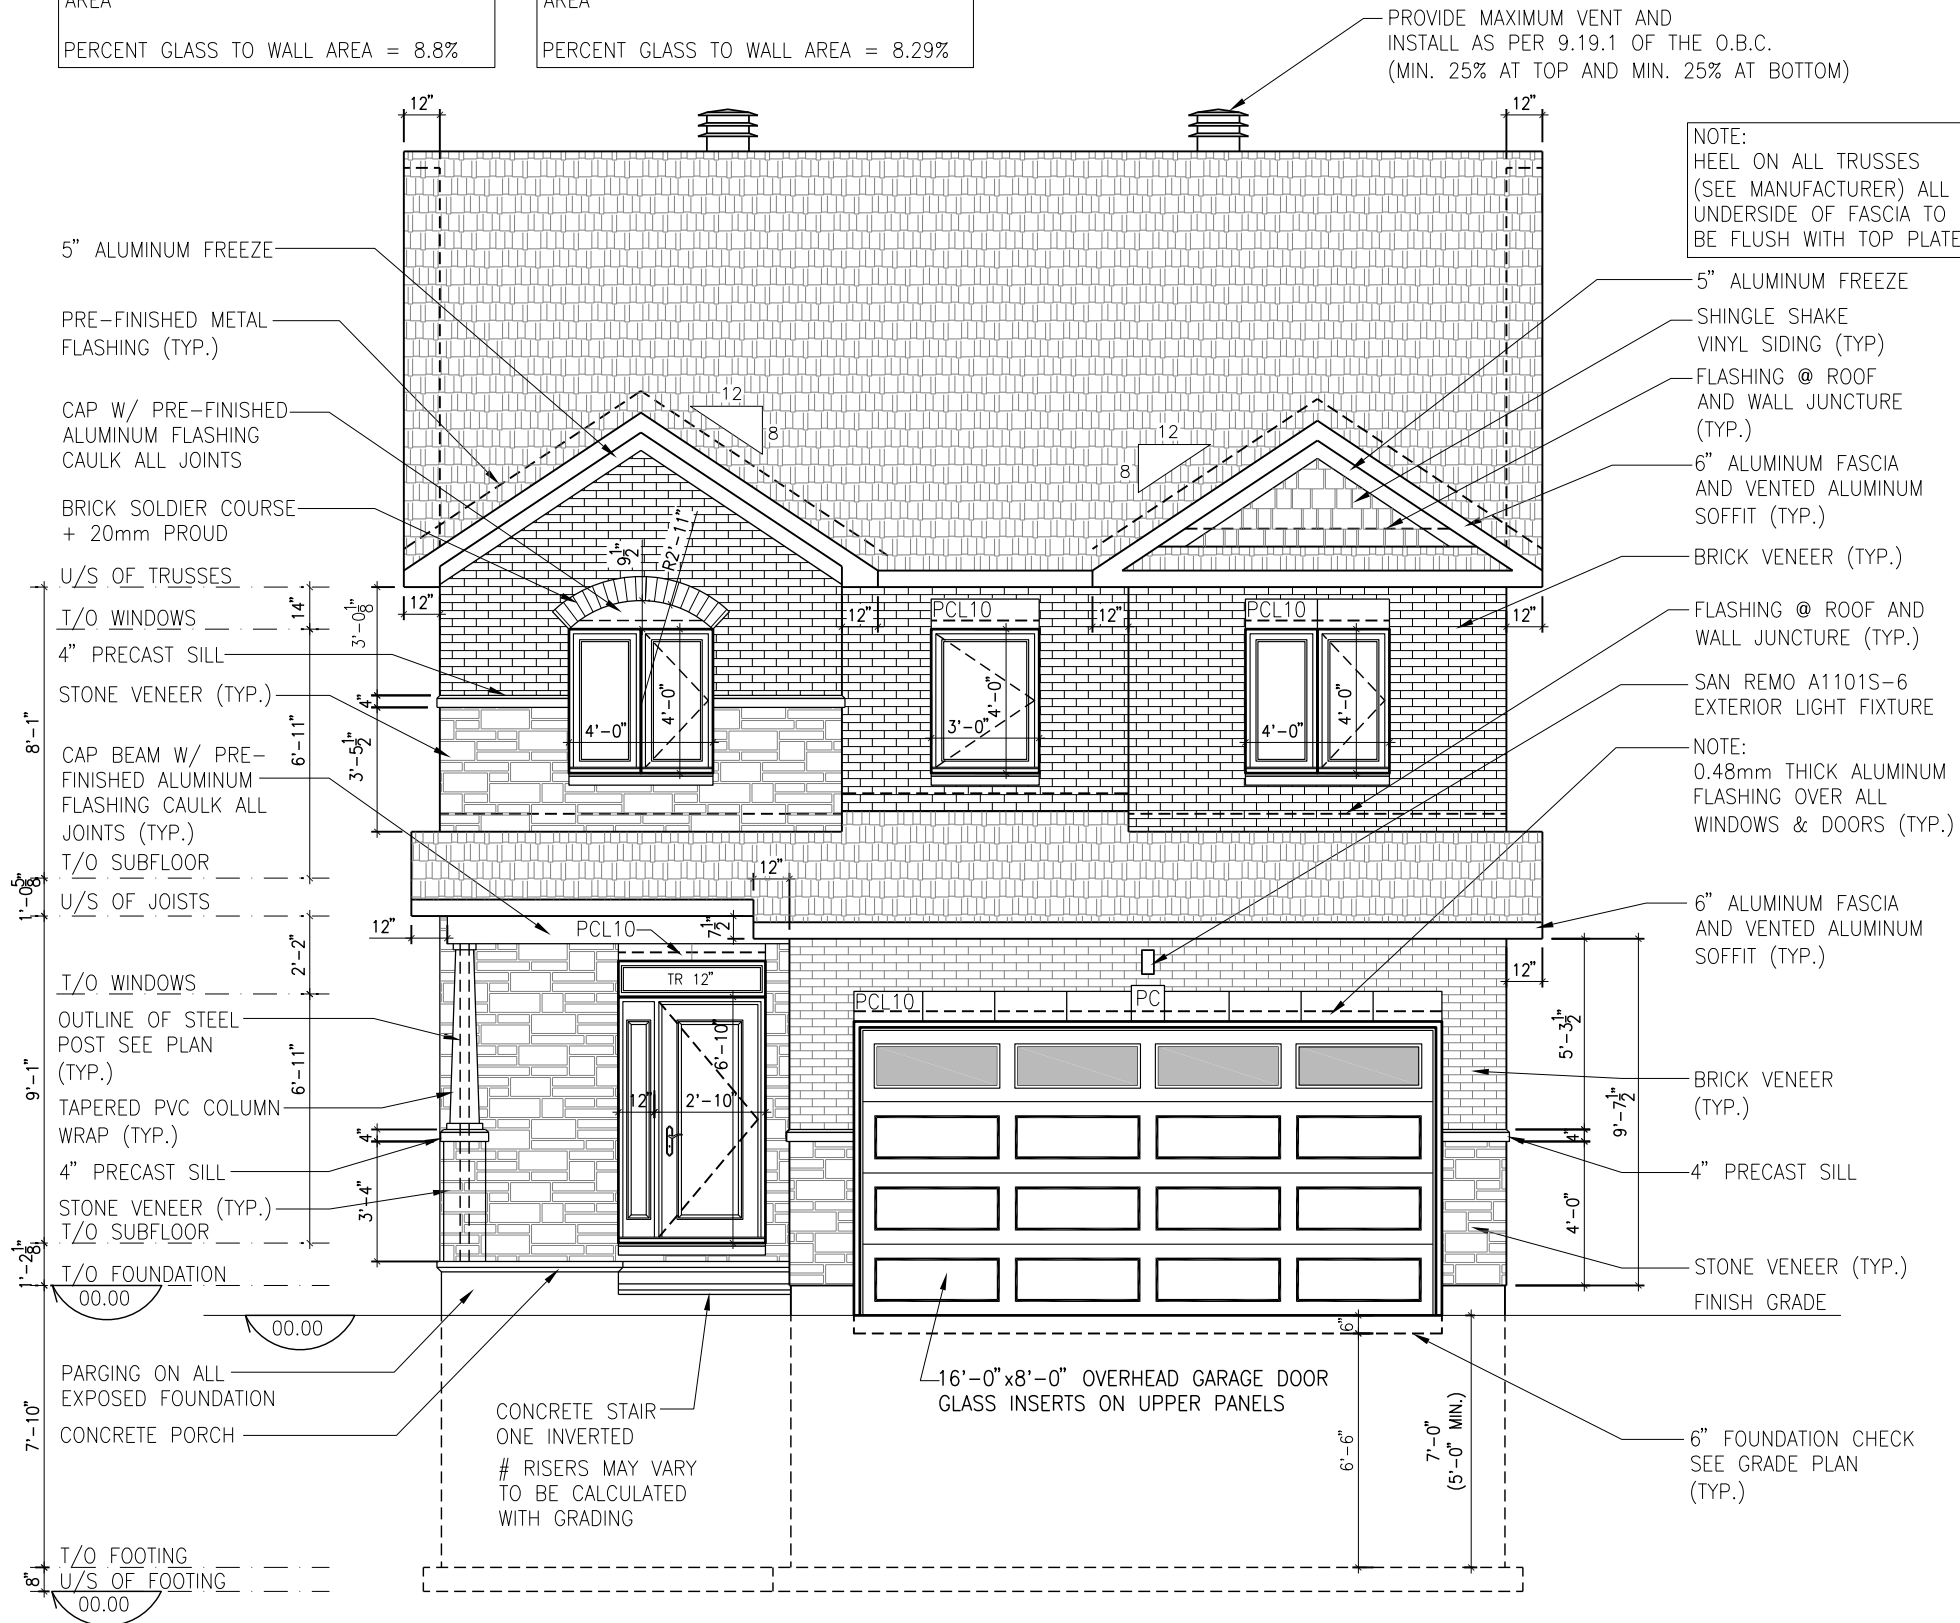 AREA
PERCENT GLASS TO WALL AREA = 8.8%
AREA
PERCENT GLASS TO WALL AREA = 8.29%
PROVIDE MAXIMUM VENT AND
INSTALL AS PER 9.19.1 OF THE O.B.C.
(MIN. 25% AT TOP AND MIN. 25% AT BOTTOM)
12"
12"
NOTE:
HEEL ON ALL TRUSSES
(SEE MANUFACTURER) ALL
UNDERSIDE OF FASCIA TO
BE FLUSH WITH TOP PLATE
5" ALUMINUM FREEZE
PRE-FINISHED METAL
FLASHING (TYP.)
CAP W/ PRE-FINISHED
ALUMINUM FLASHING
CAULK ALL JOINTS
BRICK SOLDIER COURSE
+ 20mm PROUD
U/S OF TRUSSES
T/O WINDOWS
4" PRECAST SILL
STONE VENEER (TYP.)
CAP BEAM W/ PRE-
FINISHED ALUMINUM
FLASHING CAULK ALL
JOINTS (TYP.)
T/O SUBFLOOR
U/S OF JOISTS
T/O WINDOWS
OUTLINE OF STEEL
POST SEE PLAN
(TYP.)
TAPERED PVC COLUMN
WRAP (TYP.)
4" PRECAST SILL
STONE VENEER (TYP.)
T/O SUBFLOOR
T/O FOUNDATION
00.00
00.00
PARGING ON ALL
EXPOSED FOUNDATION
CONCRETE PORCH
T/O FOOTING
U/S OF FOOTING
00.00
8'-1"
1'-0 5/8"
9'-1"
1'-2 1/8"
7'-10"
8"
14"
6'-11"
2'-2"
6'-11"
3'-0 1/8"
4"
3'-5 1/2"
12"
4"
3'-4"
12
8
12
8
9 1/2"
R2'-11"
12"
12"
PCL10
12"
PCL10
12"
4'-0"
4'-0"
3'-0"
4'-0"
4'-0"
4'-0"
12"
7 1/2"
PCL10
TR 12"
6'-10"
12"
2'-10"
PCL10
PC
12"
5'-3 1/2"
4"
4'-0"
9'-7 1/2"
6"
6'-6"
7'-0"
(5'-0" MIN.)
16'-0"x8'-0" OVERHEAD GARAGE DOOR
GLASS INSERTS ON UPPER PANELS
CONCRETE STAIR
ONE INVERTED
# RISERS MAY VARY
TO BE CALCULATED
WITH GRADING
5" ALUMINUM FREEZE
SHINGLE SHAKE
VINYL SIDING (TYP)
FLASHING @ ROOF
AND WALL JUNCTURE
(TYP.)
6" ALUMINUM FASCIA
AND VENTED ALUMINUM
SOFFIT (TYP.)
BRICK VENEER (TYP.)
FLASHING @ ROOF AND
WALL JUNCTURE (TYP.)
SAN REMO A1101S-6
EXTERIOR LIGHT FIXTURE
NOTE:
0.48mm THICK ALUMINUM
FLASHING OVER ALL
WINDOWS & DOORS (TYP.)
6" ALUMINUM FASCIA
AND VENTED ALUMINUM
SOFFIT (TYP.)
BRICK VENEER
(TYP.)
4" PRECAST SILL
STONE VENEER (TYP.)
FINISH GRADE
6" FOUNDATION CHECK
SEE GRADE PLAN
(TYP.)